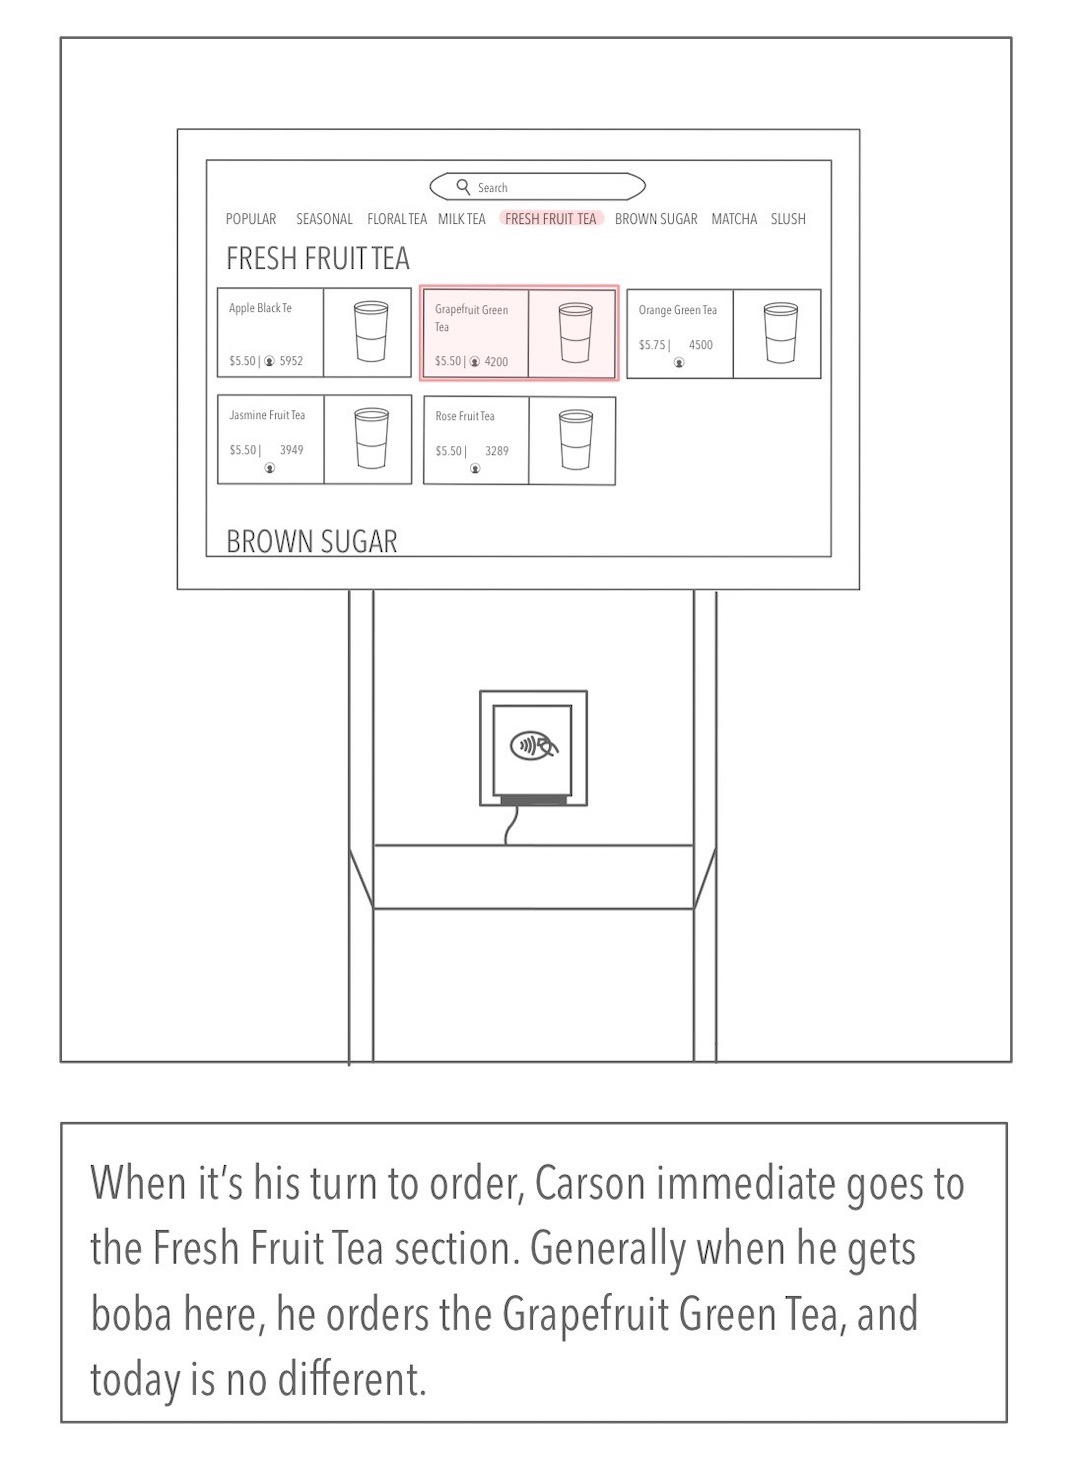 Search
POPULAR SEASONAL FLORAL TEA MILK TEA FRESH FRUIT TEA BROWN SUGAR MATCHA SLUSH
FRESH FRUIT TEA
Apple Black Te
$5.50 | 5952
Grapefruit Green
Tea
$5.50 | 4200
Orange Green Tea
$5.75 | 4500
Jasmine Fruit Tea
$5.50 | 3949
Rose Fruit Tea
$5.50 | 3289
BROWN SUGAR
When it's his turn to order, Carson immediate goes to
the Fresh Fruit Tea section. Generally when he gets
boba here, he orders the Grapefruit Green Tea, and
today is no different.